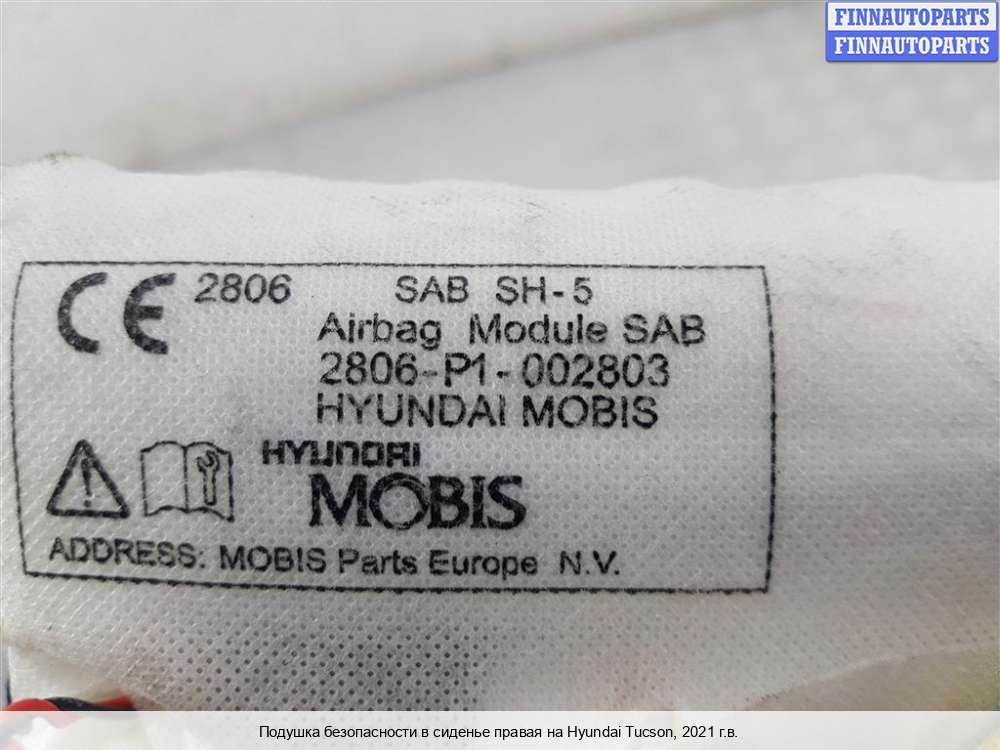 FINNAUTOPARTS
FINNAUTOPARTS
CE 2806 SAB SH-5
Airbag Module SAB
2806-P1-002803
HYUNDAI MOBIS
HYUNDAI
MOBIS
ADDRESS: MOBIS Parts Europe N.V.
Подушка безопасности в сиденье правая на Hyundai Tucson, 2021 г.в.